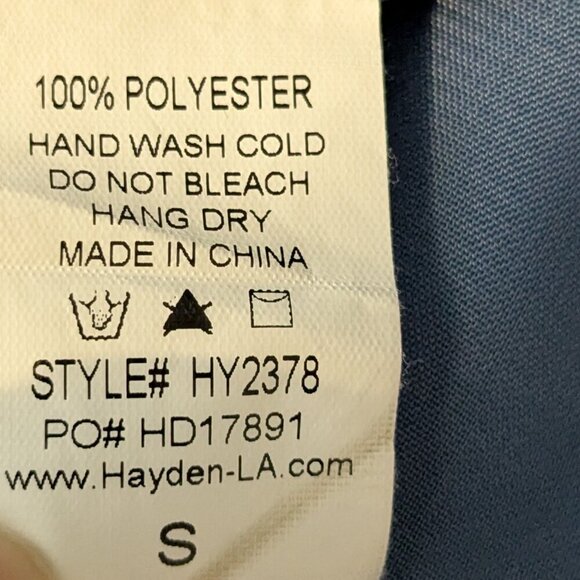 100% POLYESTER
HAND WASH COLD
DO NOT BLEACH
HANG DRY
MADE IN CHINA
STYLE# HY2378
PO# HD17891
www.Hayden-LA.com
S